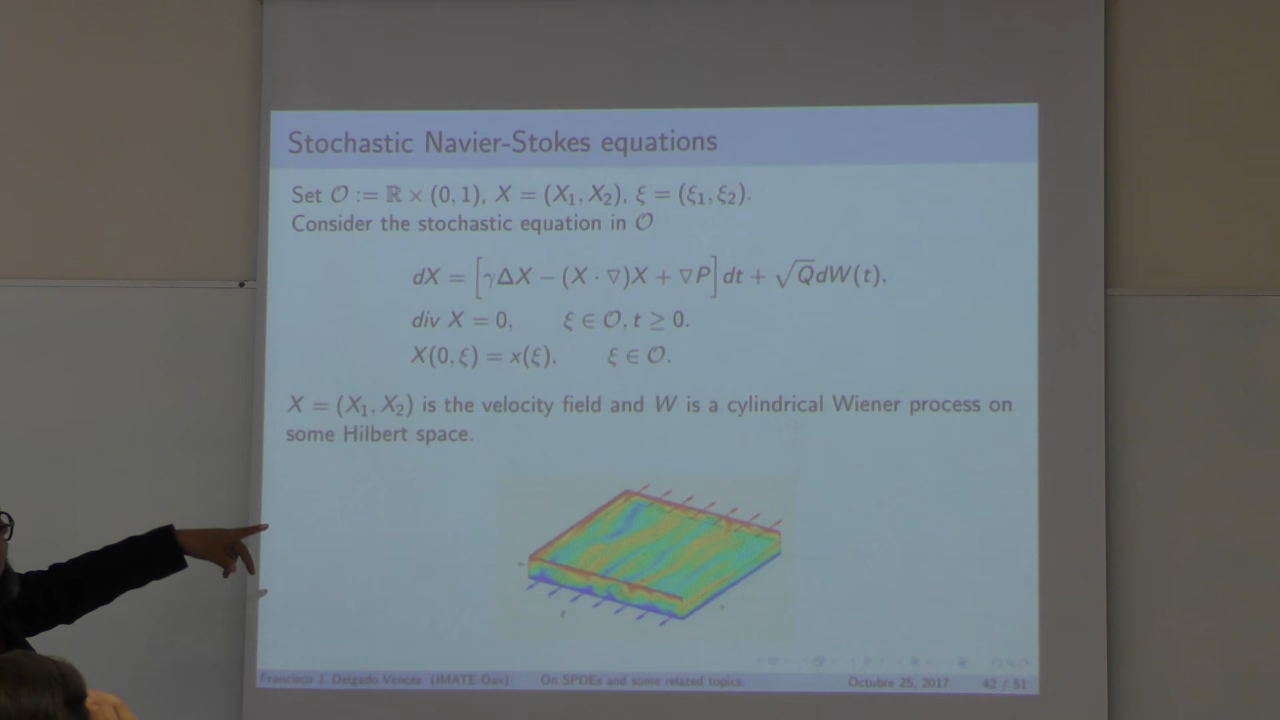 Stochastic Navier-Stokes equations
Set 𝒪 := ℝ × (0, 1), X = (X₁, X₂), ξ = (ξ₁, ξ₂).
Consider the stochastic equation in 𝒪
dX = [γΔX − (X · ∇)X + ∇P] dt + √Q dW(t),
div X = 0, ξ ∈ 𝒪, t ≥ 0.
X(0, ξ) = x(ξ), ξ ∈ 𝒪.
X = (X₁, X₂) is the velocity field and W is a cylindrical Wiener process on
some Hilbert space.
Francisco J. Delgado Vences (IMATE-Oax) On SPDEs and some related topics. Octubre 25, 2017 42 / 51